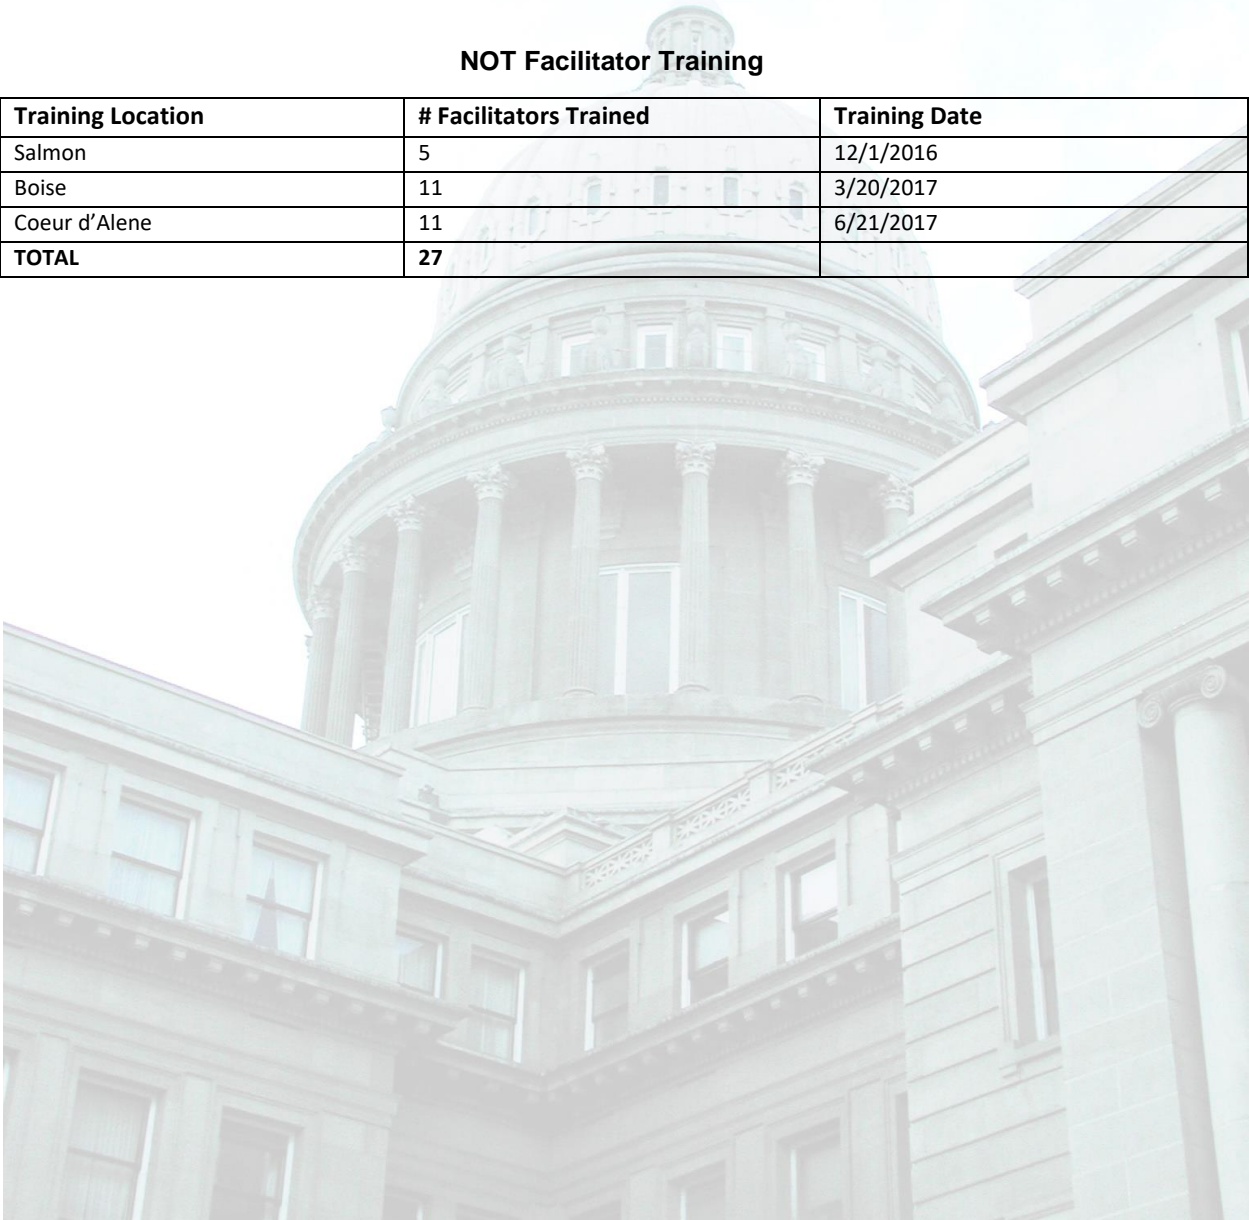 NOT Facilitator Training
Training Location # Facilitators Trained Training Date
Salmon 5 12/1/2016
Boise 11 3/20/2017
Coeur d’Alene 11 6/21/2017
TOTAL 27